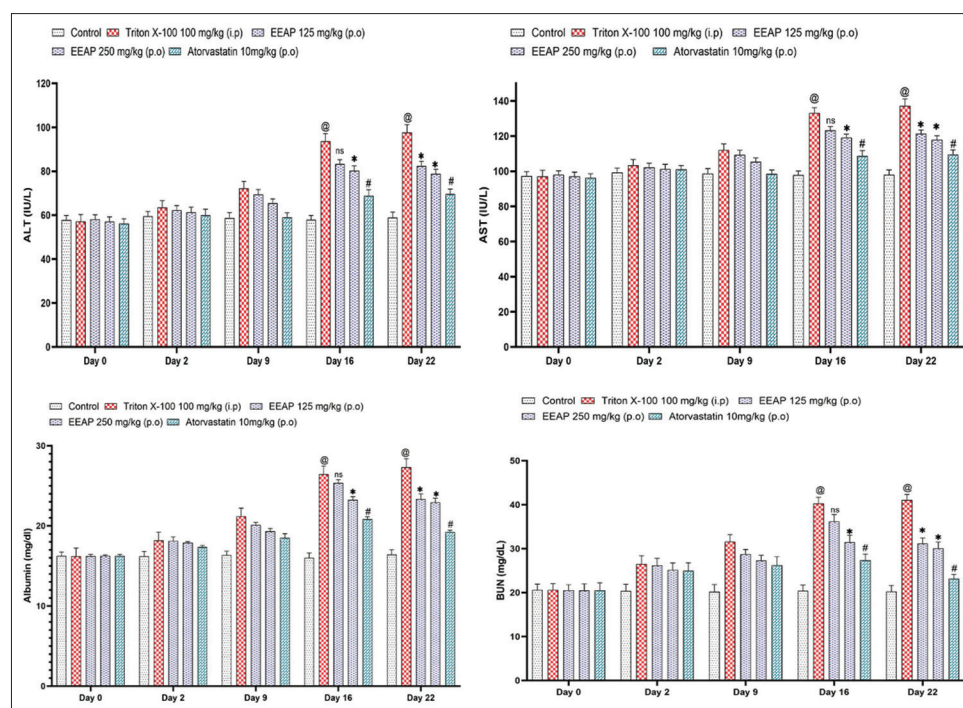 Control Triton X-100 100 mg/kg (i.p) EEAP 125 mg/kg (p.o)
EEAP 250 mg/kg (p.o) Atorvastatin 10mg/kg (p.o)
120
100
80
60
40
20
0
ALT (IU/L)
@ ns * #
@ * * #
Day 0 Day 2 Day 9 Day 16 Day 22
Control Triton X-100 100 mg/kg (i.p) EEAP 125 mg/kg (p.o)
EEAP 250 mg/kg (p.o) Atorvastatin 10mg/kg (p.o)
140
120
100
80
60
40
20
0
AST (IU/L)
@ ns * #
@ * * #
Day 0 Day 2 Day 9 Day 16 Day 22
Control Triton X-100 100 mg/kg (i.p) EEAP 125 mg/kg (p.o)
EEAP 250 mg/kg (p.o) Atorvastatin 10mg/kg (p.o)
30
20
10
0
Albumin (mg/dl)
@ ns * #
@ * * #
Day 0 Day 2 Day 9 Day 16 Day 22
Control Triton X-100 100 mg/kg (i.p) EEAP 125 mg/kg (p.o)
EEAP 250 mg/kg (p.o) Atorvastatin 10mg/kg (p.o)
50
40
30
20
10
0
BUN (mg/dL)
@ ns * #
@ * * #
Day 0 Day 2 Day 9 Day 16 Day 22